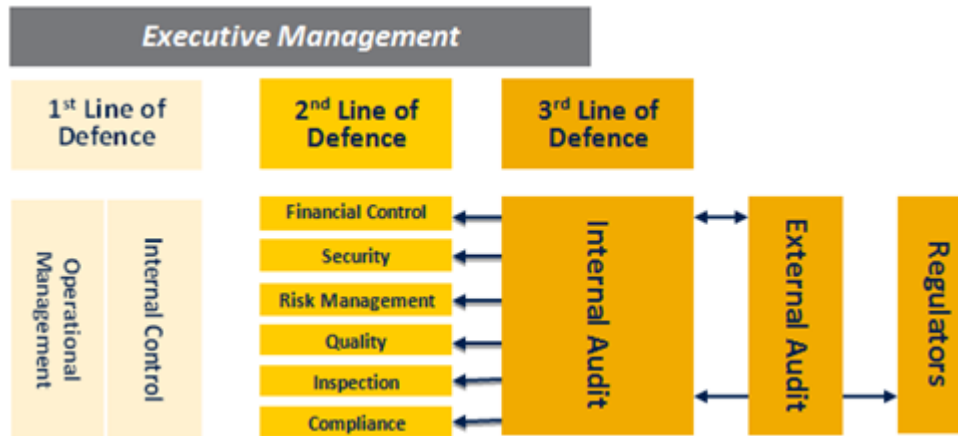 Executive Management
1st Line of
Defence
2nd Line of
Defence
3rd Line of
Defence
Operational
Management
Internal Control
Financial Control
Security
Risk Management
Quality
Inspection
Compliance
Internal Audit
External Audit
Regulators